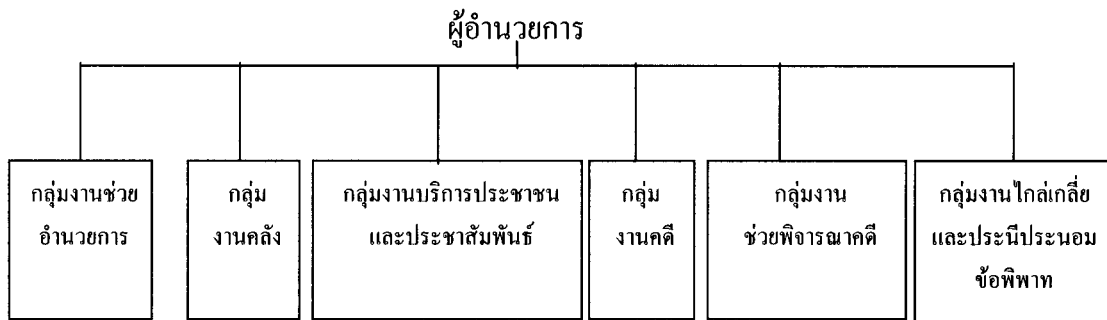 ผู้อำนวยการ
กลุ่มงานช่วย
อำนวยการ
กลุ่ม
งานคลัง
กลุ่มงานบริการประชาชน
และประชาสัมพันธ์
กลุ่ม
งานคดี
กลุ่มงาน
ช่วยพิจารณาคดี
กลุ่มงานไกล่เกลี่ย
และประนีประนอม
ข้อพิพาท